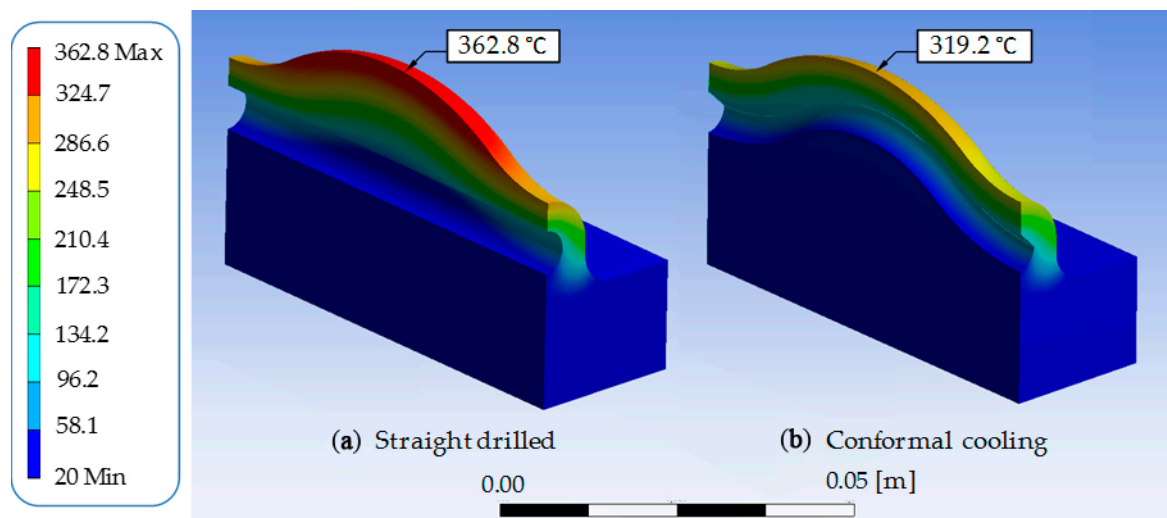 362.8 Max
324.7
286.6
248.5
210.4
172.3
134.2
96.2
58.1
20 Min
362.8 °C
319.2 °C
(a) Straight drilled
(b) Conformal cooling
0.00
0.05 [m]